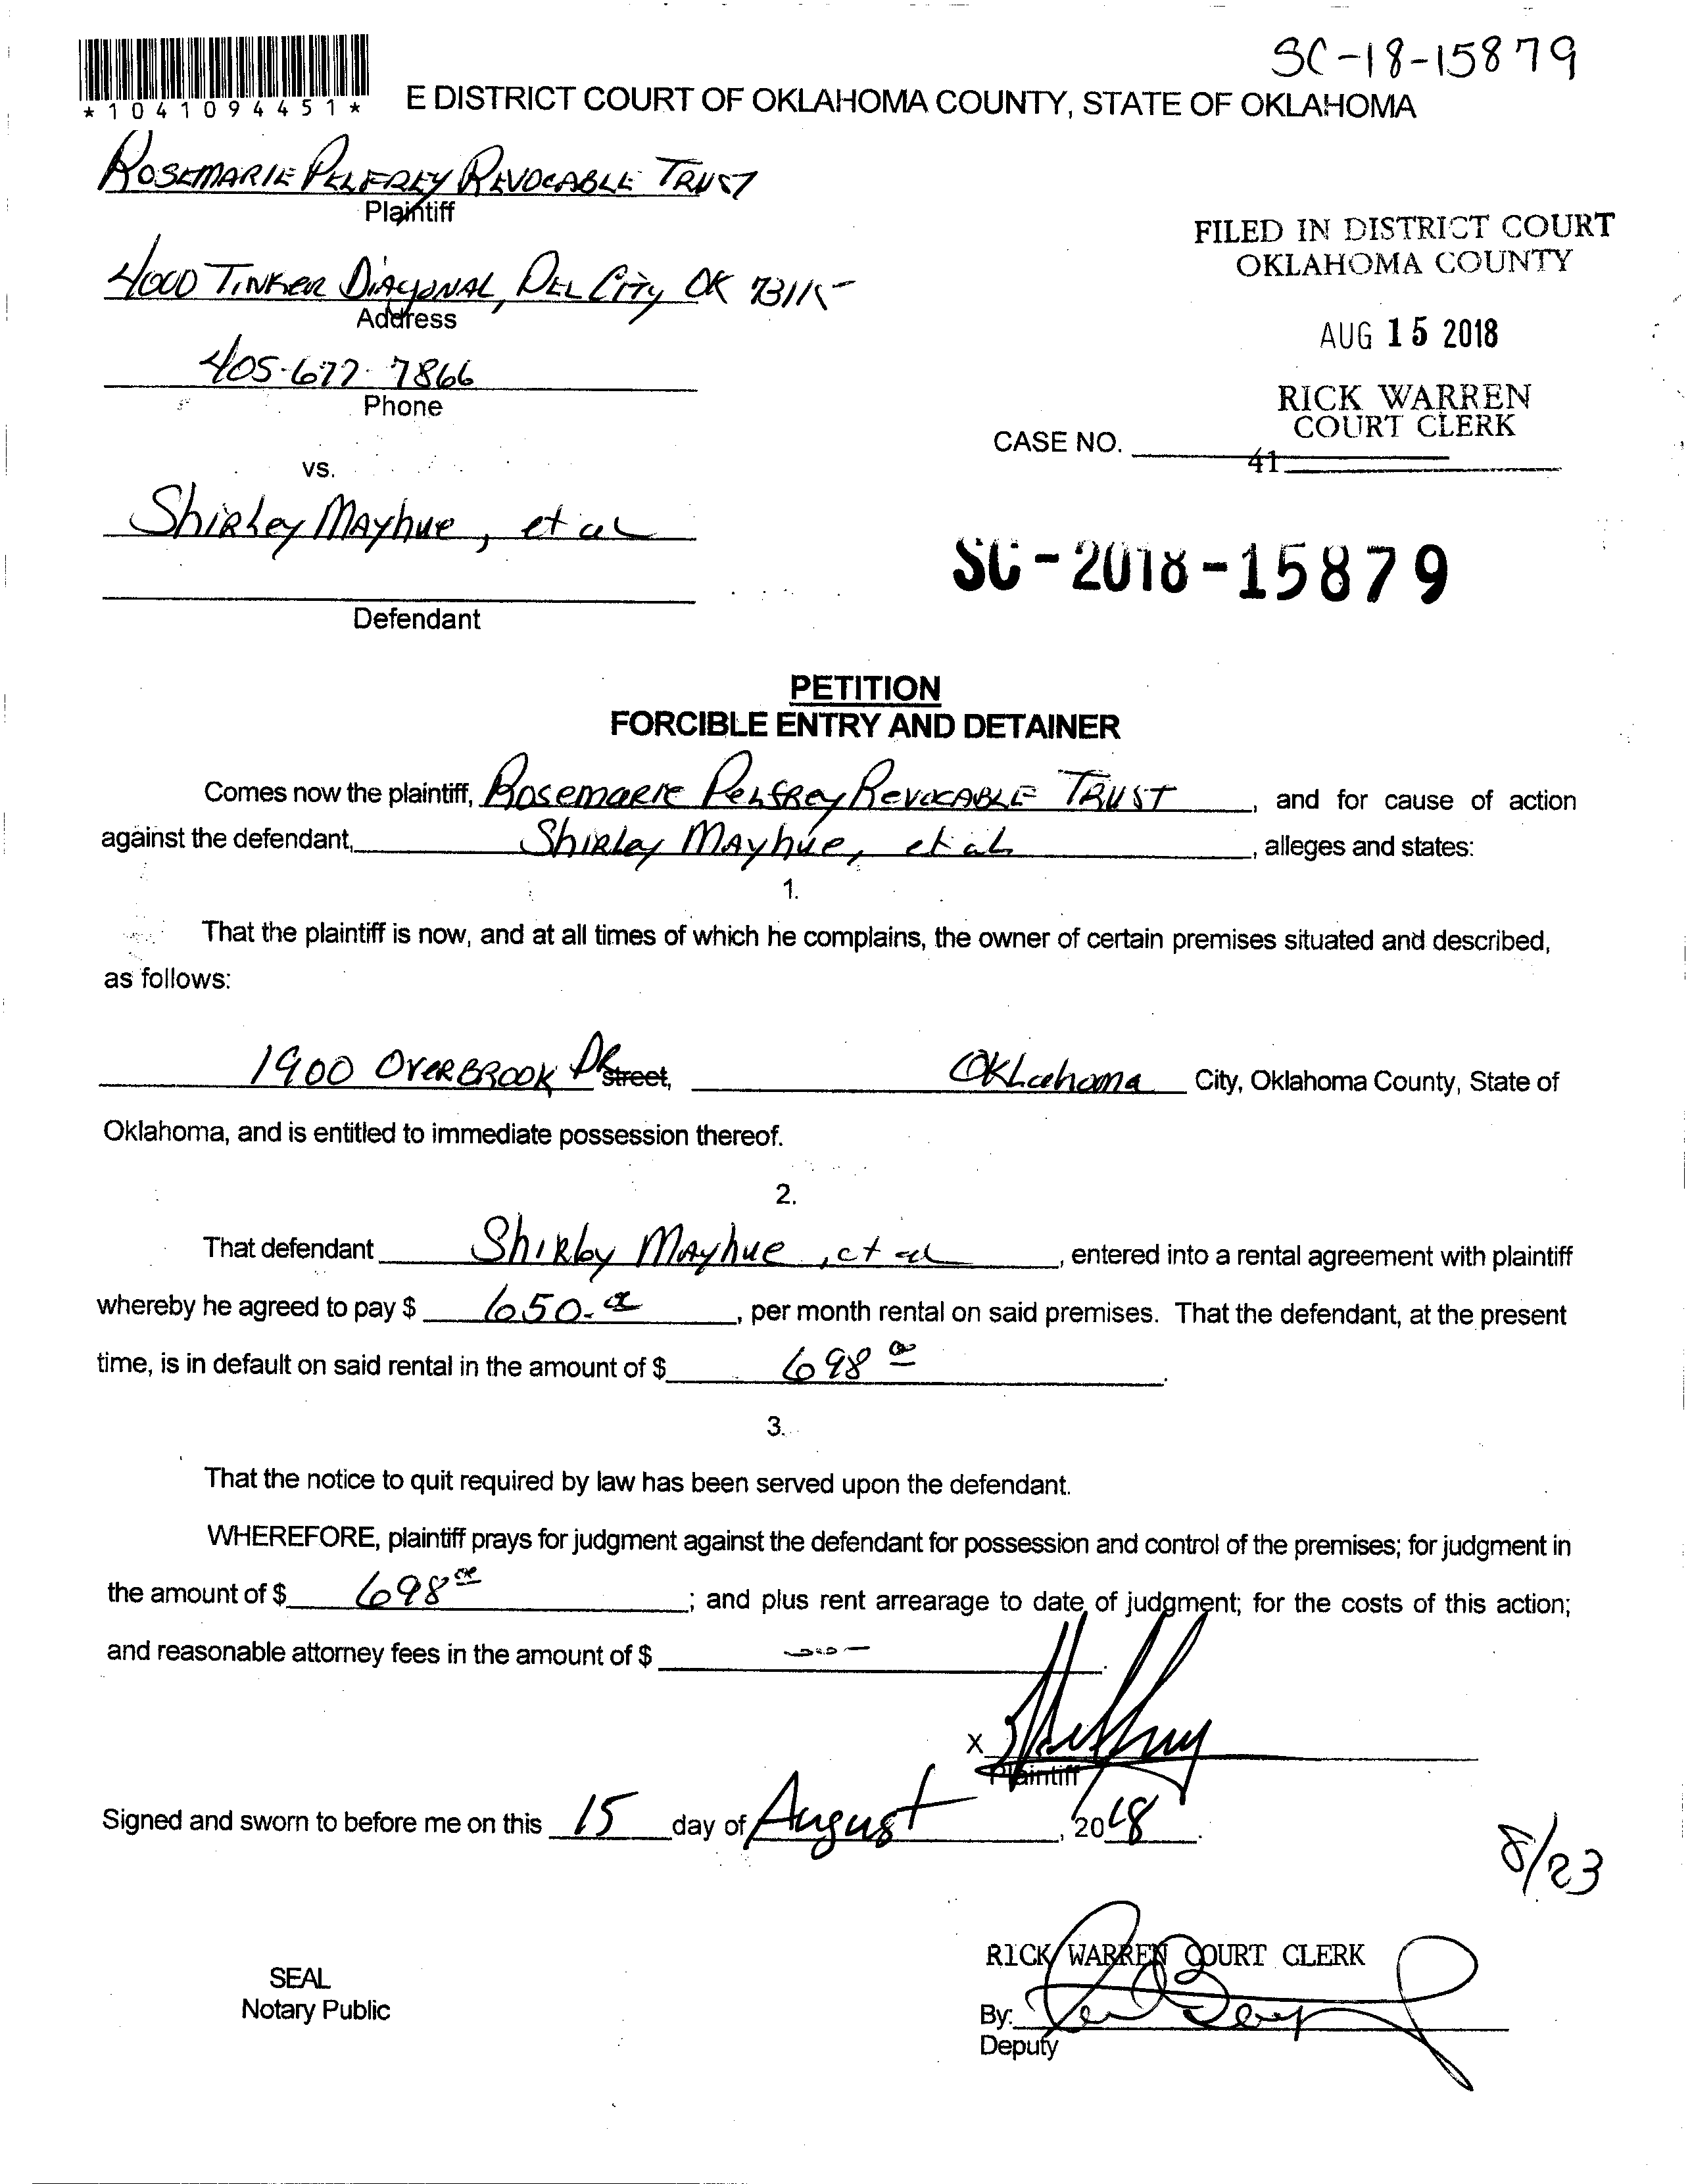 SC-18-15879
*1041094451*
E DISTRICT COURT OF OKLAHOMA COUNTY, STATE OF OKLAHOMA
ROSEMARIE PELFREY REVOCABLE TRUST
Plaintiff
FILED IN DISTRICT COURT
OKLAHOMA COUNTY
4000 TINKER DIAGONAL, DEL CITY OK 73115
Address
AUG 15 2018
405-677-7866
Phone
RICK WARREN
COURT CLERK
CASE NO.
41
vs.
Shirley Mayhue, et al
SC-2018-15879
Defendant
PETITION
FORCIBLE ENTRY AND DETAINER
Comes now the plaintiff, Rosemarie Pelfrey Revocable Trust, and for cause of action
against the defendant, Shirley Mayhue, et al, alleges and states:
1.
That the plaintiff is now, and at all times of which he complains, the owner of certain premises situated and described,
as follows:
1900 Overbrook DR Street, Oklahoma City, Oklahoma County, State of
Oklahoma, and is entitled to immediate possession thereof.
2.
That defendant Shirley Mayhue, et al, entered into a rental agreement with plaintiff
whereby he agreed to pay $ 650.-, per month rental on said premises. That the defendant, at the present
time, is in default on said rental in the amount of $ 698 00.
3.
That the notice to quit required by law has been served upon the defendant.
WHEREFORE, plaintiff prays for judgment against the defendant for possession and control of the premises; for judgment in
the amount of $ 698 00; and plus rent arrearage to date of judgment; for the costs of this action;
and reasonable attorney fees in the amount of $
X
Plaintiff
Signed and sworn to before me on this 15 day of August, 2018.
8/23
RICK WARREN COURT CLERK
SEAL
Notary Public
By:
Deputy